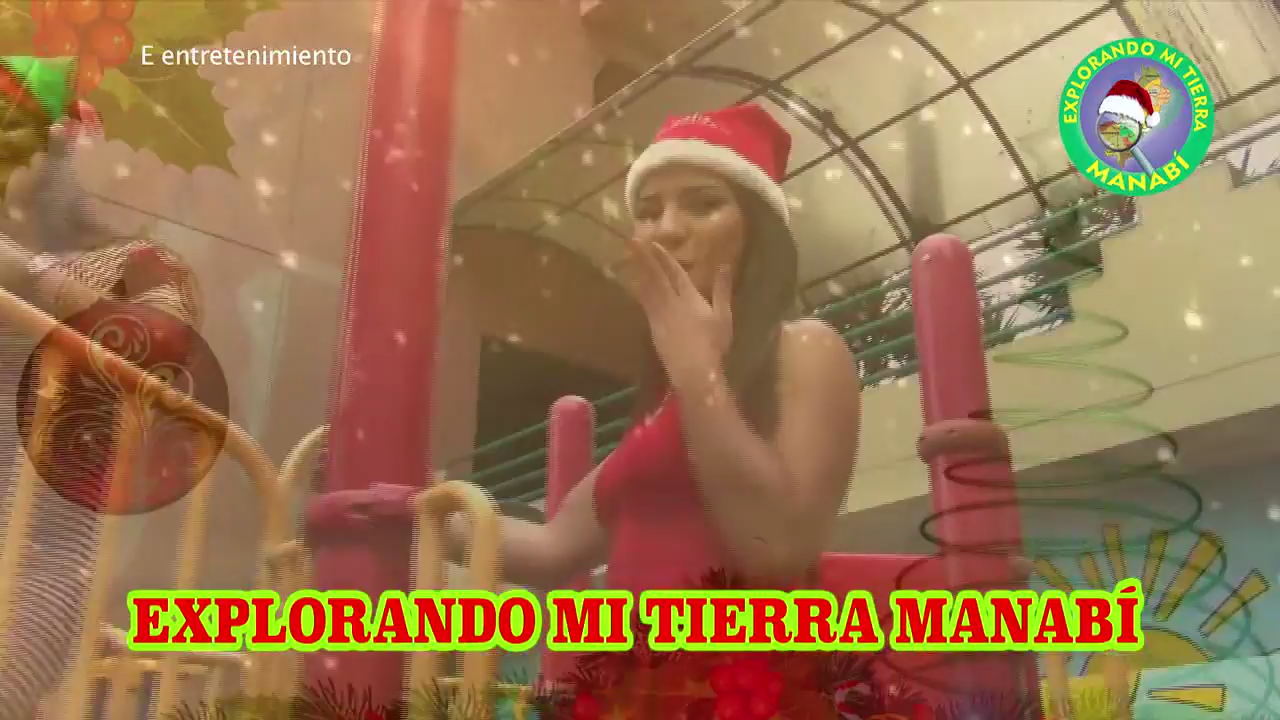 E entretenimiento
EXPLORANDO MI TIERRA
MANABÍ
EXPLORANDO MI TIERRA MANABÍ